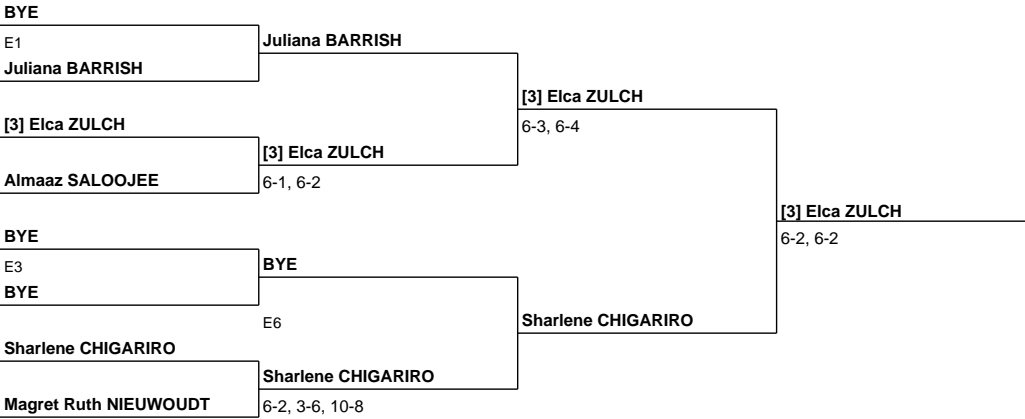 BYE
E1
Juliana BARRISH
Juliana BARRISH
[3] Elca ZULCH
[3] Elca ZULCH
6-3, 6-4
[3] Elca ZULCH
Almaaz SALOOJEE
6-1, 6-2
[3] Elca ZULCH
6-2, 6-2
BYE
E3
BYE
BYE
E6
Sharlene CHIGARIRO
Sharlene CHIGARIRO
Sharlene CHIGARIRO
Magret Ruth NIEUWOUDT
6-2, 3-6, 10-8